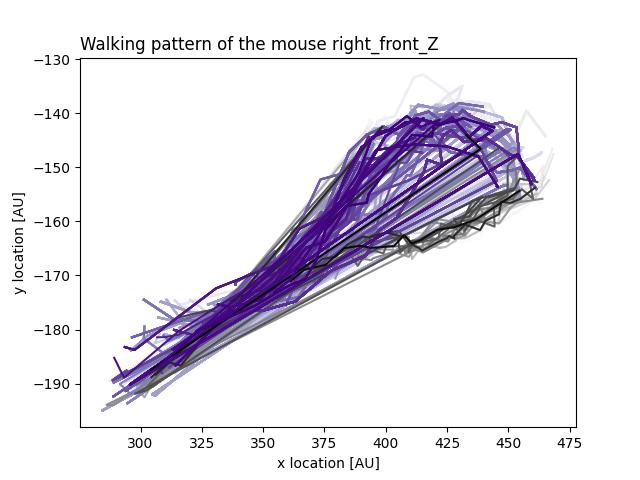 Walking pattern of the mouse right_front_Z
−130
−140
−150
−160
−170
−180
−190
y location [AU]
300 325 350 375 400 425 450 475
x location [AU]